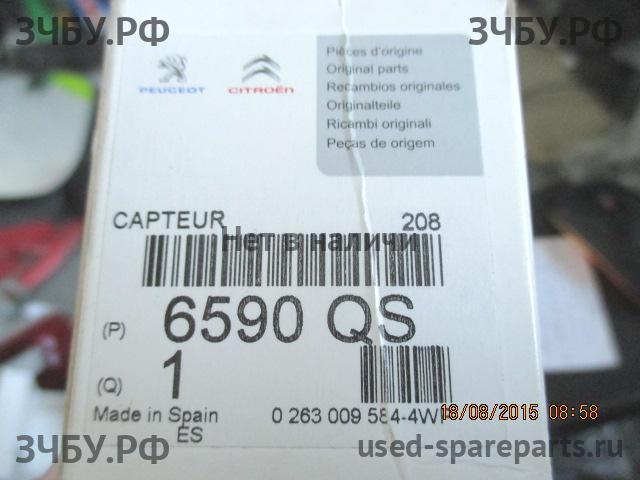 ЗЧБУ.РФ
ЗЧБУ.РФ
PEUGEOT
CITROËN
Pièces d'origine
Original parts
Recambios originales
Originalteile
Ricambi originali
Peças de origem
CAPTEUR 208
Нет в наличии
(P) 6590 QS
(Q) 1
Made in Spain
ES
0 263 009 584-4W
18/08/2015 08:58
ЗЧБУ.РФ
used-spareparts.ru